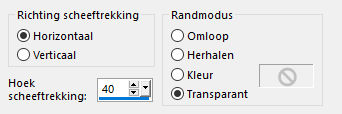 Richting scheeftrekking
Horizontaal
Verticaal
Hoek
scheeftrekking:
40
Randmodus
Omloop
Herhalen
Kleur
Transparant